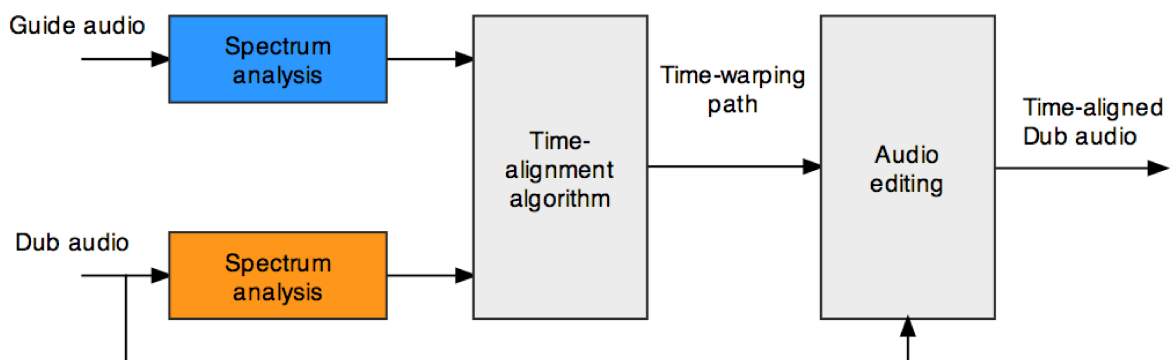 Guide audio
Spectrum
analysis
Time-warping
path
Time-aligned
Dub audio
Time-
alignment
algorithm
Audio
editing
Dub audio
Spectrum
analysis